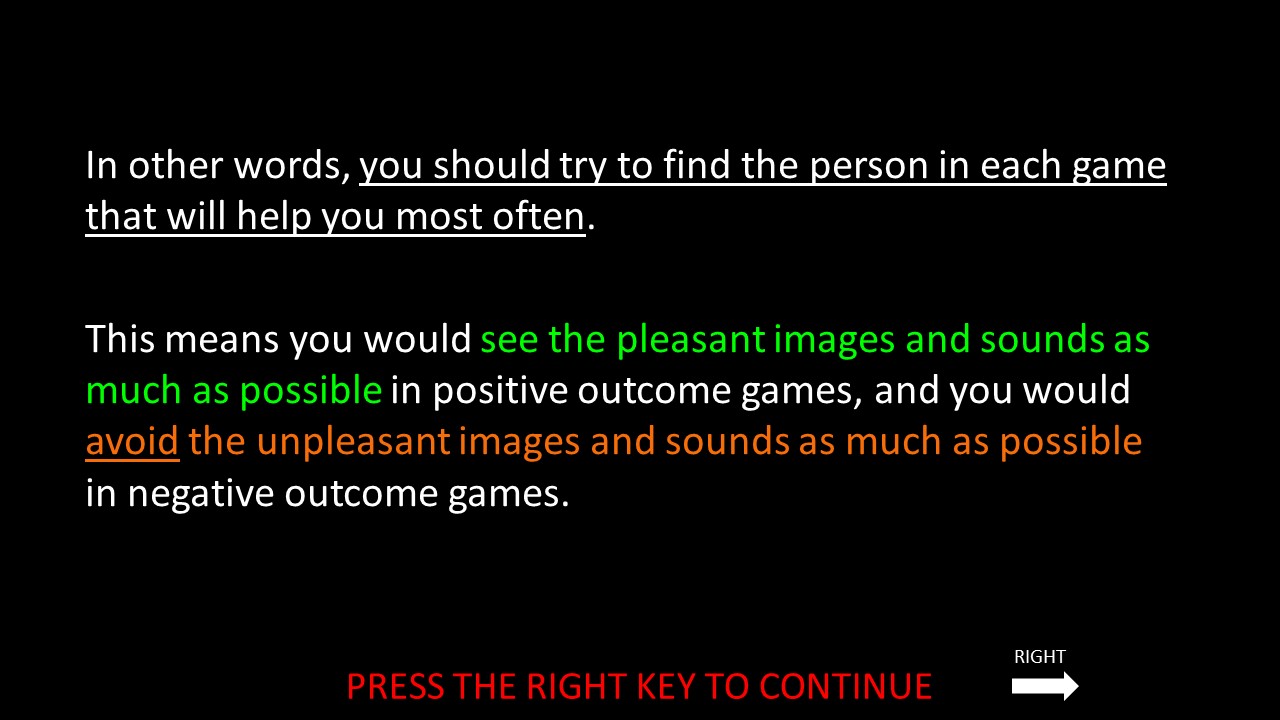 In other words, you should try to find the person in each game
that will help you most often.
This means you would see the pleasant images and sounds as
much as possible in positive outcome games, and you would
avoid the unpleasant images and sounds as much as possible
in negative outcome games.
RIGHT
PRESS THE RIGHT KEY TO CONTINUE